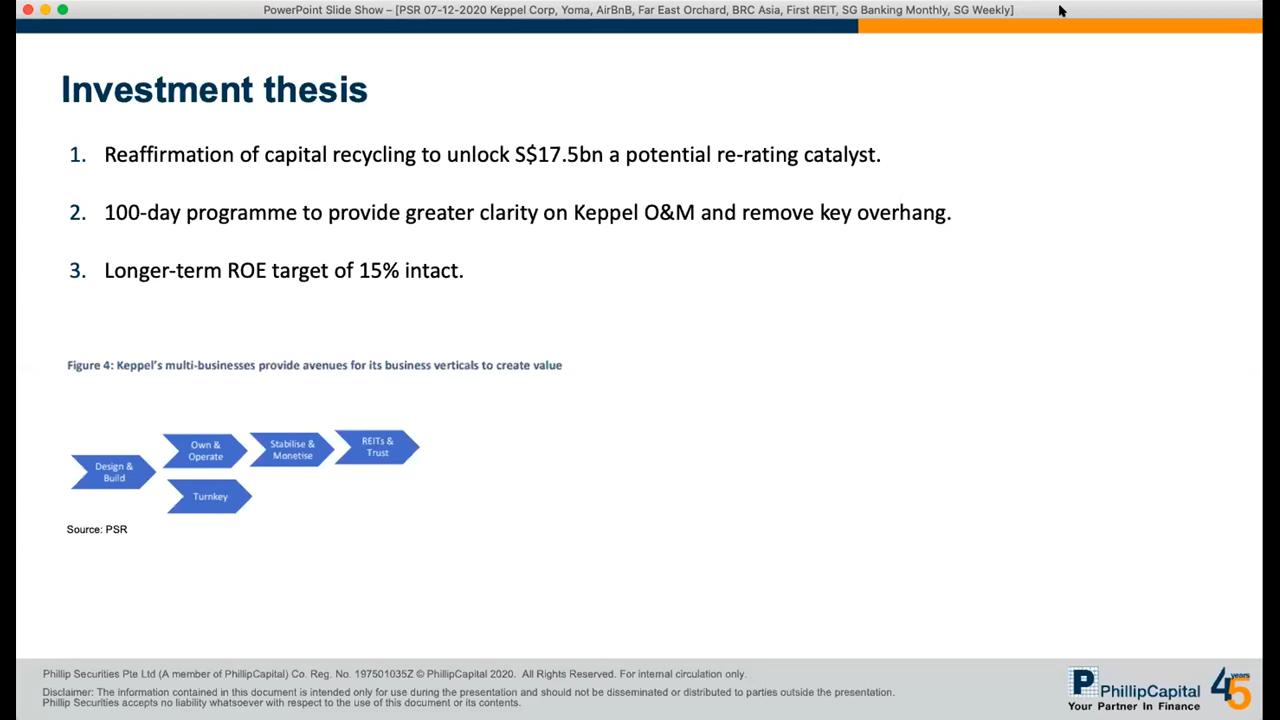 PowerPoint Slide Show – [PSR 07-12-2020 Keppel Corp, Yoma, AirBnB, Far East Orchard, BRC Asia, First REIT, SG Banking Monthly, SG Weekly]
Investment thesis
1. Reaffirmation of capital recycling to unlock S$17.5bn a potential re-rating catalyst.
2. 100-day programme to provide greater clarity on Keppel O&M and remove key overhang.
3. Longer-term ROE target of 15% intact.
Figure 4: Keppel's multi-businesses provide avenues for its business verticals to create value
Design &
Build
Own &
Operate
Stabilise &
Monetise
REITs &
Trust
Turnkey
Source: PSR
Phillip Securities Pte Ltd (A member of PhillipCapital) Co. Reg. No. 197501035Z © PhillipCapital 2020. All Rights Reserved. For internal circulation only.
Disclaimer: The information contained in this document is intended only for use during the presentation and should not be disseminated or distributed to parties outside the presentation.
Phillip Securities accepts no liability whatsoever with respect to the use of this document or its contents.
P PhillipCapital
Your Partner In Finance
45 years